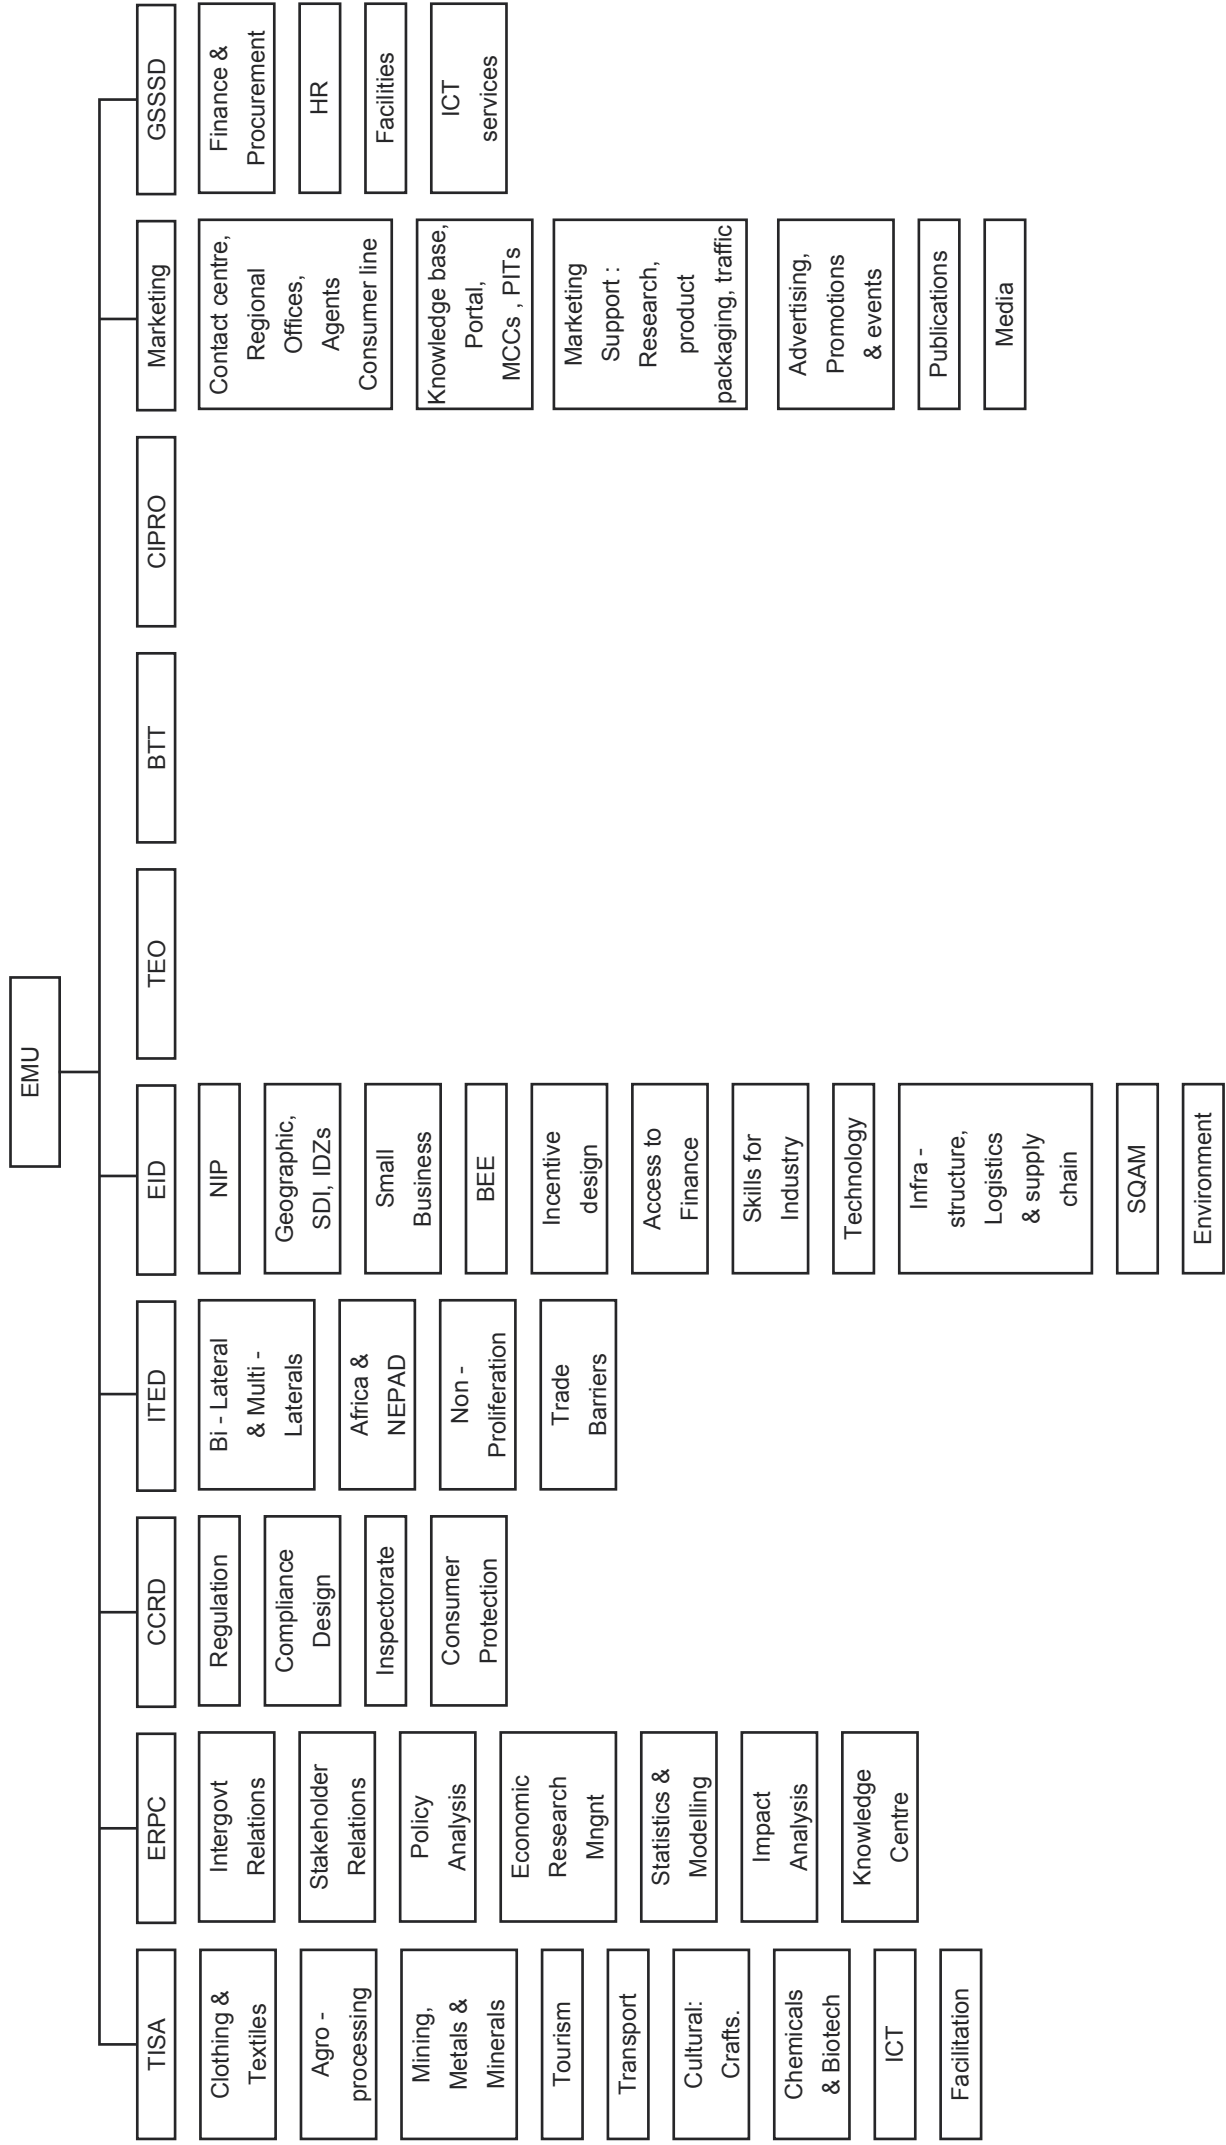 EMU
TISA
ERPC
CCRD
ITED
EID
TEO
BTT
CIPRO
Marketing
GSSSD
Clothing &
Textiles
Agro -
processing
Mining,
Metals &
Minerals
Tourism
Transport
Cultural:
Crafts.
Chemicals
& Biotech
ICT
Facilitation
Intergovt
Relations
Stakeholder
Relations
Policy
Analysis
Economic
Research
Mngnt
Statistics &
Modelling
Impact
Analysis
Knowledge
Centre
Regulation
Compliance
Design
Inspectorate
Consumer
Protection
Bi - Lateral
& Multi -
Laterals
Africa &
NEPAD
Non -
Proliferation
Trade
Barriers
NIP
Geographic,
SDI, IDZs
Small
Business
BEE
Incentive
design
Access to
Finance
Skills for
Industry
Technology
Infra -
structure,
Logistics
& supply
chain
SQAM
Environment
Contact centre,
Regional
Offices,
Agents
Consumer line
Knowledge base,
Portal,
MCCs , PITs
Marketing
Support :
Research,
product
packaging, traffic
Advertising,
Promotions
& events
Publications
Media
Finance &
Procurement
HR
Facilities
ICT
services